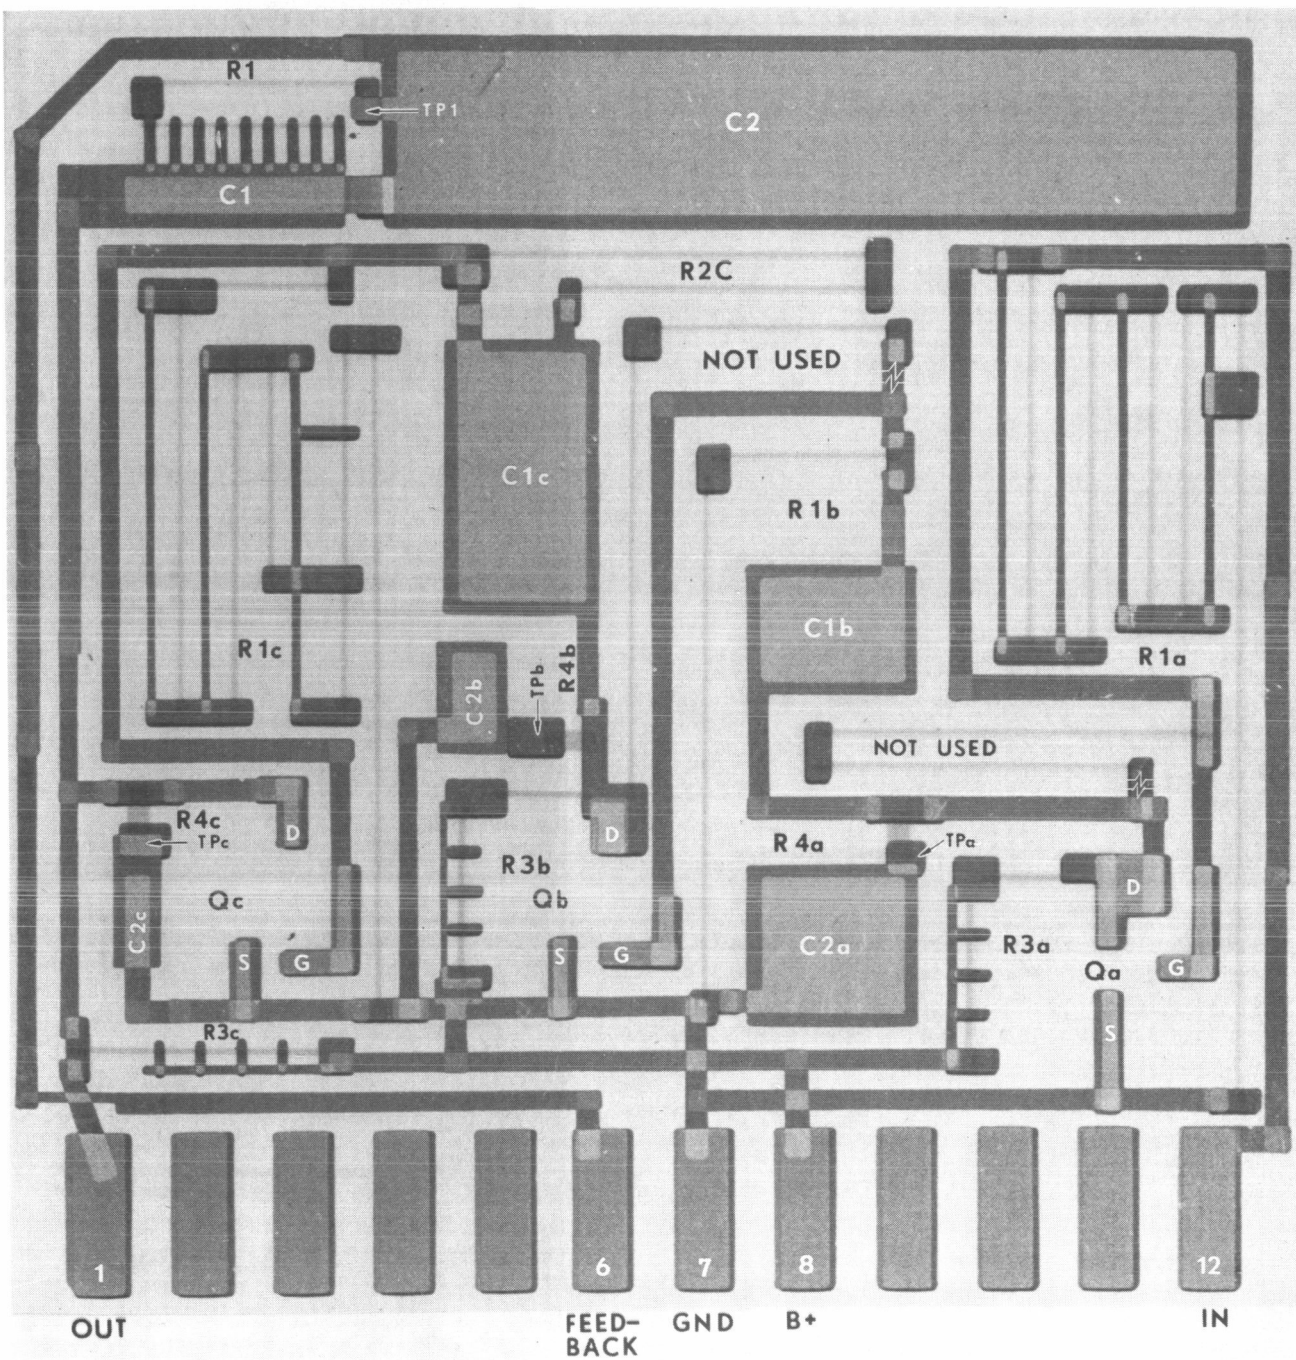 R1
TP1
C2
C1
R2C
NOT USED
C1c
R1b
R1c
TPb
R4b
C2b
C1b
R1a
NOT USED
R4c
TPc
D
D
R4a
TPa
R3b
D
Qc
Qb
C2c
C2a
R3a
S
G
S
G
Qa
G
R3c
S
1
6
7
8
12
OUT
FEED-
BACK
GND
B+
IN